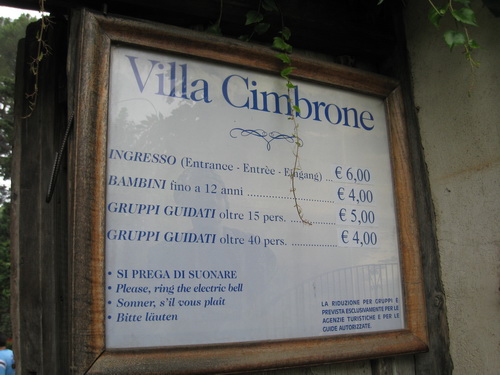 Villa Cimbrone
INGRESSO (Entrance - Entrèe - Eingang) ... € 6,00
BAMBINI fino a 12 anni .................. € 4,00
GRUPPI GUIDATI oltre 15 pers. ........... € 5,00
GRUPPI GUIDATI oltre 40 pers. ........... € 4,00
• SI PREGA DI SUONARE
• Please, ring the electric bell
• Sonner, s'il vous plaît
• Bitte läuten
LA RIDUZIONE PER GRUPPI E
PREVISTA ESCLUSIVAMENTE PER LE
AGENZIE TURISTICHE E PER LE
GUIDE AUTORIZZATE